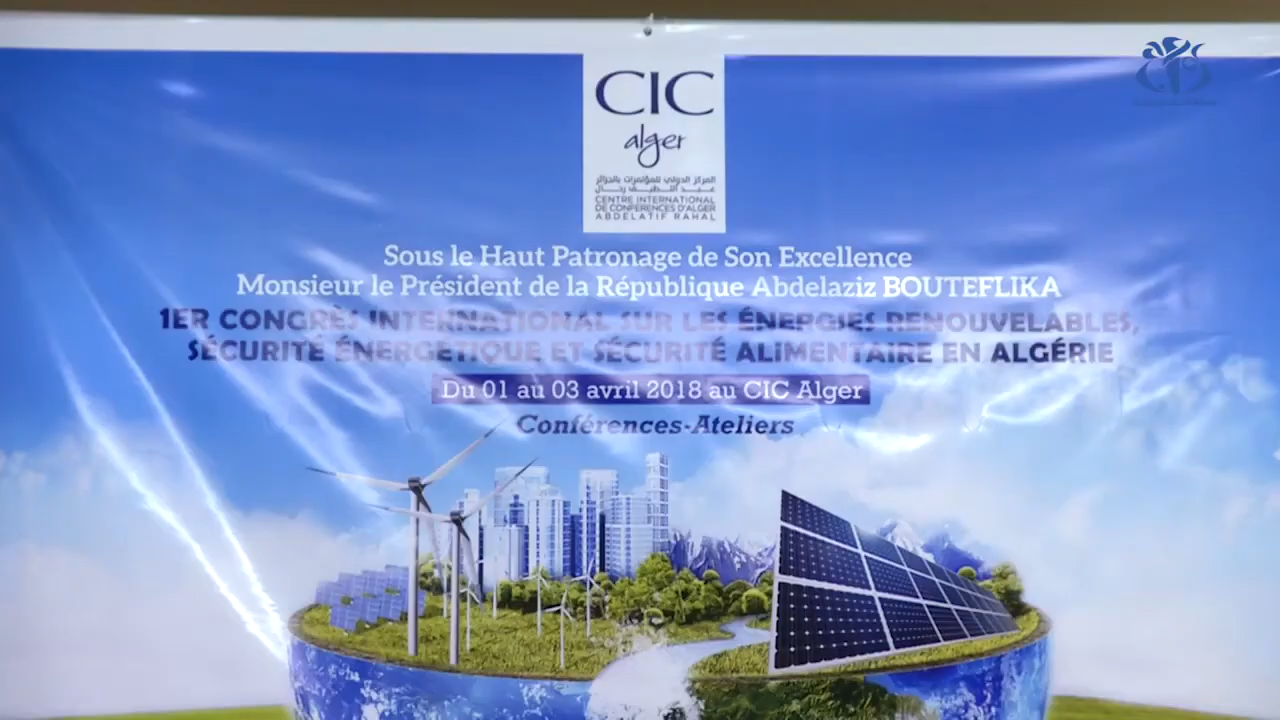 CIC
alger
المركز الدولي للمؤتمرات بالجزائر
عبد اللطيف رحال
CENTRE INTERNATIONAL
DE CONFÉRENCES D'ALGER
ABDELATIF RAHAL
Sous le Haut Patronage de Son Excellence
Monsieur le Président de la République Abdelaziz BOUTEFLIKA
1ER CONGRÈS INTERNATIONAL SUR LES ÉNERGIES RENOUVELABLES,
SÉCURITÉ ÉNERGETIQUE ET SÉCURITÉ ALIMENTAIRE EN ALGÉRIE
Du 01 au 03 avril 2018 au CIC Alger
Conférences-Ateliers